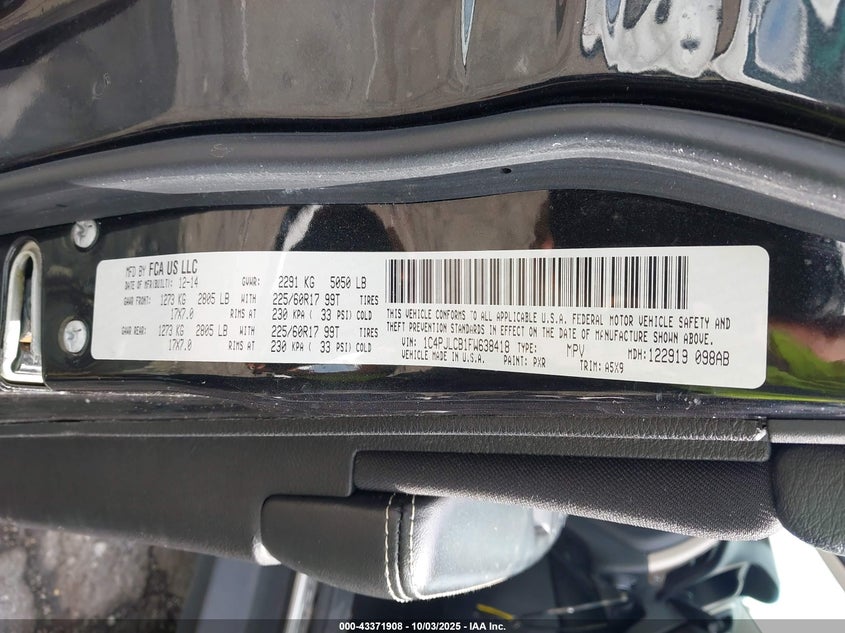 MFD BY FCA US LLC
DATE OF MFR(BUILT): 12-14 GVWR: 2291 KG 5050 LB
GAWR FRONT: 1273 KG 2805 LB WITH 225/60R17 99T TIRES
17X7.0 RIMS AT 230 KPA ( 33 PSI) COLD
GAWR REAR: 1273 KG 2805 LB WITH 225/60R17 99T TIRES
17X7.0 RIMS AT 230 KPA ( 33 PSI) COLD
THIS VEHICLE CONFORMS TO ALL APPLICABLE U.S.A. FEDERAL MOTOR VEHICLE SAFETY AND
THEFT PREVENTION STANDARDS IN EFFECT ON THE DATE OF MANUFACTURE SHOWN ABOVE.
VIN: 1C4PJLCB1FW638418 TYPE: MPV MDH: 122919 098AB
VEHICLE MADE IN U.S.A. PAINT: PXR TRIM: A5X9
000-43371908 - 10/03/2025 - IAA Inc.